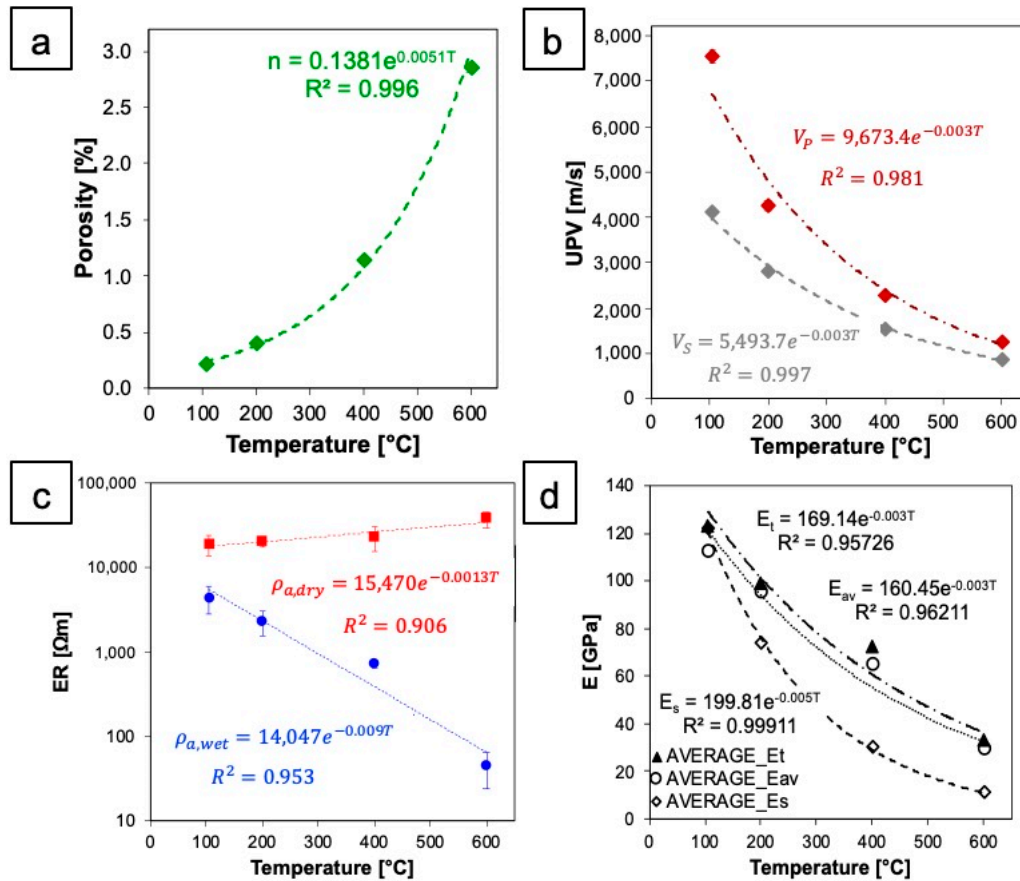 a
n = 0.1381e^0.0051T
R² = 0.996
Porosity [%]
3.0
2.5
2.0
1.5
1.0
0.5
0.0
0 100 200 300 400 500 600
Temperature [°C]
b
V_P = 9,673.4e^−0.003T
R² = 0.981
V_S = 5,493.7e^−0.003T
R² = 0.997
UPV [m/s]
8,000
7,000
6,000
5,000
4,000
3,000
2,000
1,000
0
0 100 200 300 400 500 600
Temperature [°C]
c
ρ_a,dry = 15,470e^−0.0013T
R² = 0.906
ρ_a,wet = 14,047e^−0.009T
R² = 0.953
ER [Ωm]
100,000
10,000
1,000
100
10
0 100 200 300 400 500 600
Temperature [°C]
d
E_t = 169.14e^-0.003T
R² = 0.95726
E_av = 160.45e^-0.003T
R² = 0.96211
E_s = 199.81e^-0.005T
R² = 0.99911
AVERAGE_Et
AVERAGE_Eav
AVERAGE_Es
E [GPa]
140
120
100
80
60
40
20
0
0 100 200 300 400 500 600
Temperature [°C]